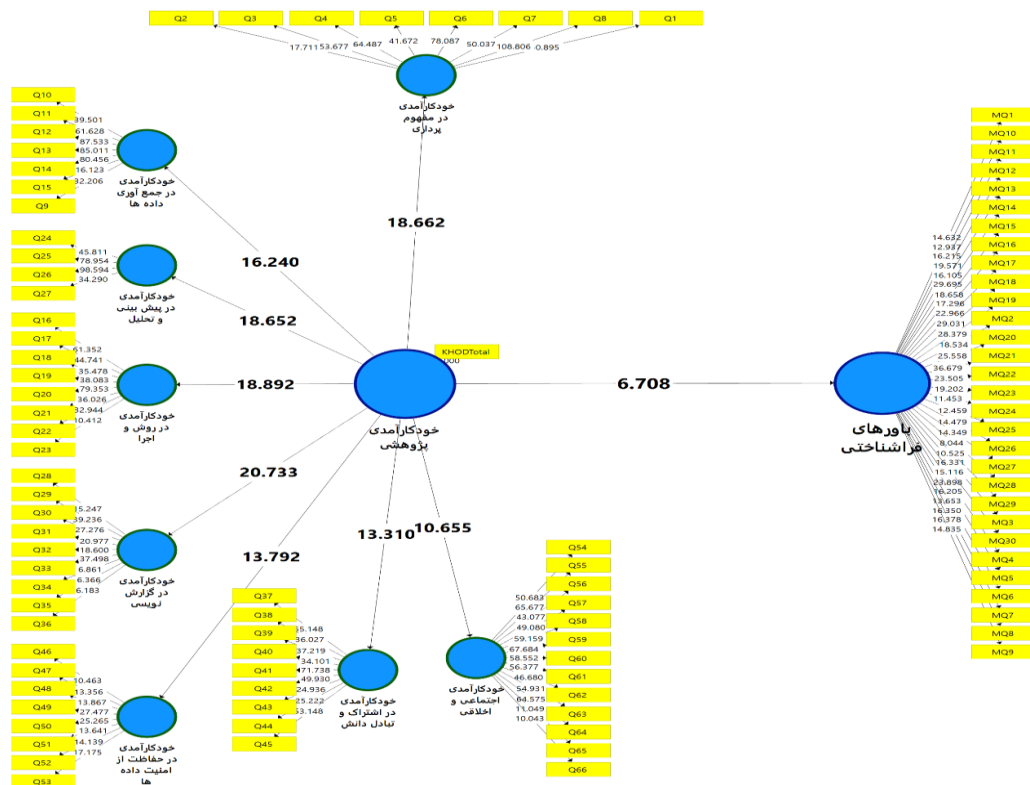 Q2 Q3 Q4 Q5 Q6 Q7 Q8 Q1
17.711 53.677 64.487 41.672 78.087 50.037 108.806 0.895
خودکارآمدی
در مفهوم
پردازی
Q10
Q11
Q12
Q13
Q14
Q15
Q9
39.501
61.628
87.533
85.011
80.456
16.123
32.206
خودکارآمدی
در جمع آوری
داده ها
18.662
16.240
Q24
Q25
Q26
Q27
45.811
78.954
98.594
34.290
خودکارآمدی
در پیش بینی
و تحلیل
18.652
Q16
Q17
Q18
Q19
Q20
Q21
Q22
Q23
61.352
44.741
35.478
38.083
79.353
36.026
32.944
10.412
خودکارآمدی
در روش و
اجرا
18.892
KHODTotal
خودکارآمدی
پژوهشی
6.708
باورهای
فراشناختی
MQ1
MQ10
MQ11
MQ12
MQ13
MQ14
MQ15
MQ16
MQ17
MQ18
MQ19
MQ2
MQ20
MQ21
MQ22
MQ23
MQ24
MQ25
MQ26
MQ27
MQ28
MQ29
MQ3
MQ30
MQ4
MQ5
MQ6
MQ7
MQ8
MQ9
14.632
12.937
16.215
19.571
16.105
29.695
18.658
17.296
22.966
29.031
28.379
18.534
25.558
36.679
23.505
19.202
11.453
12.459
14.479
14.349
8.044
10.525
16.331
15.116
23.898
16.205
13.653
16.350
16.378
14.835
20.733
Q28
Q29
Q30
Q31
Q32
Q33
Q34
Q35
Q36
15.247
39.236
27.276
20.977
18.600
37.498
6.861
6.366
6.183
خودکارآمدی
در گزارش
نویسی
13.792
13.310
10.655
Q46
Q47
Q48
Q49
Q50
Q51
Q52
Q53
10.463
13.356
13.867
27.477
25.265
13.641
14.139
17.175
خودکارآمدی
در حفاظت از
امنیت داده
ها
Q37
Q38
Q39
Q40
Q41
Q42
Q43
Q44
Q45
36.027
37.219
34.101
71.738
49.930
24.936
25.222
53.148
خودکارآمدی
در اشتراک و
تبادل دانش
Q54
Q55
Q56
Q57
Q58
Q59
Q60
Q61
Q62
Q63
Q64
Q65
Q66
50.683
65.677
43.077
49.080
59.159
67.684
58.552
56.377
46.680
54.931
84.575
11.049
10.043
خودکارآمدی
اجتماعی و
اخلاقی